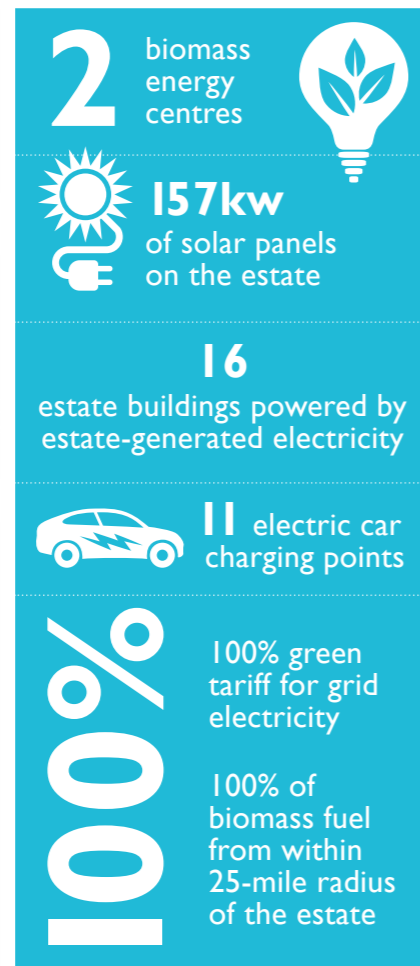 2
biomass
energy
centres
157kw
of solar panels
on the estate
16
estate buildings powered by
estate-generated electricity
11 electric car
charging points
100%
100% green
tariff for grid
electricity
100% of
biomass fuel
from within
25-mile radius
of the estate